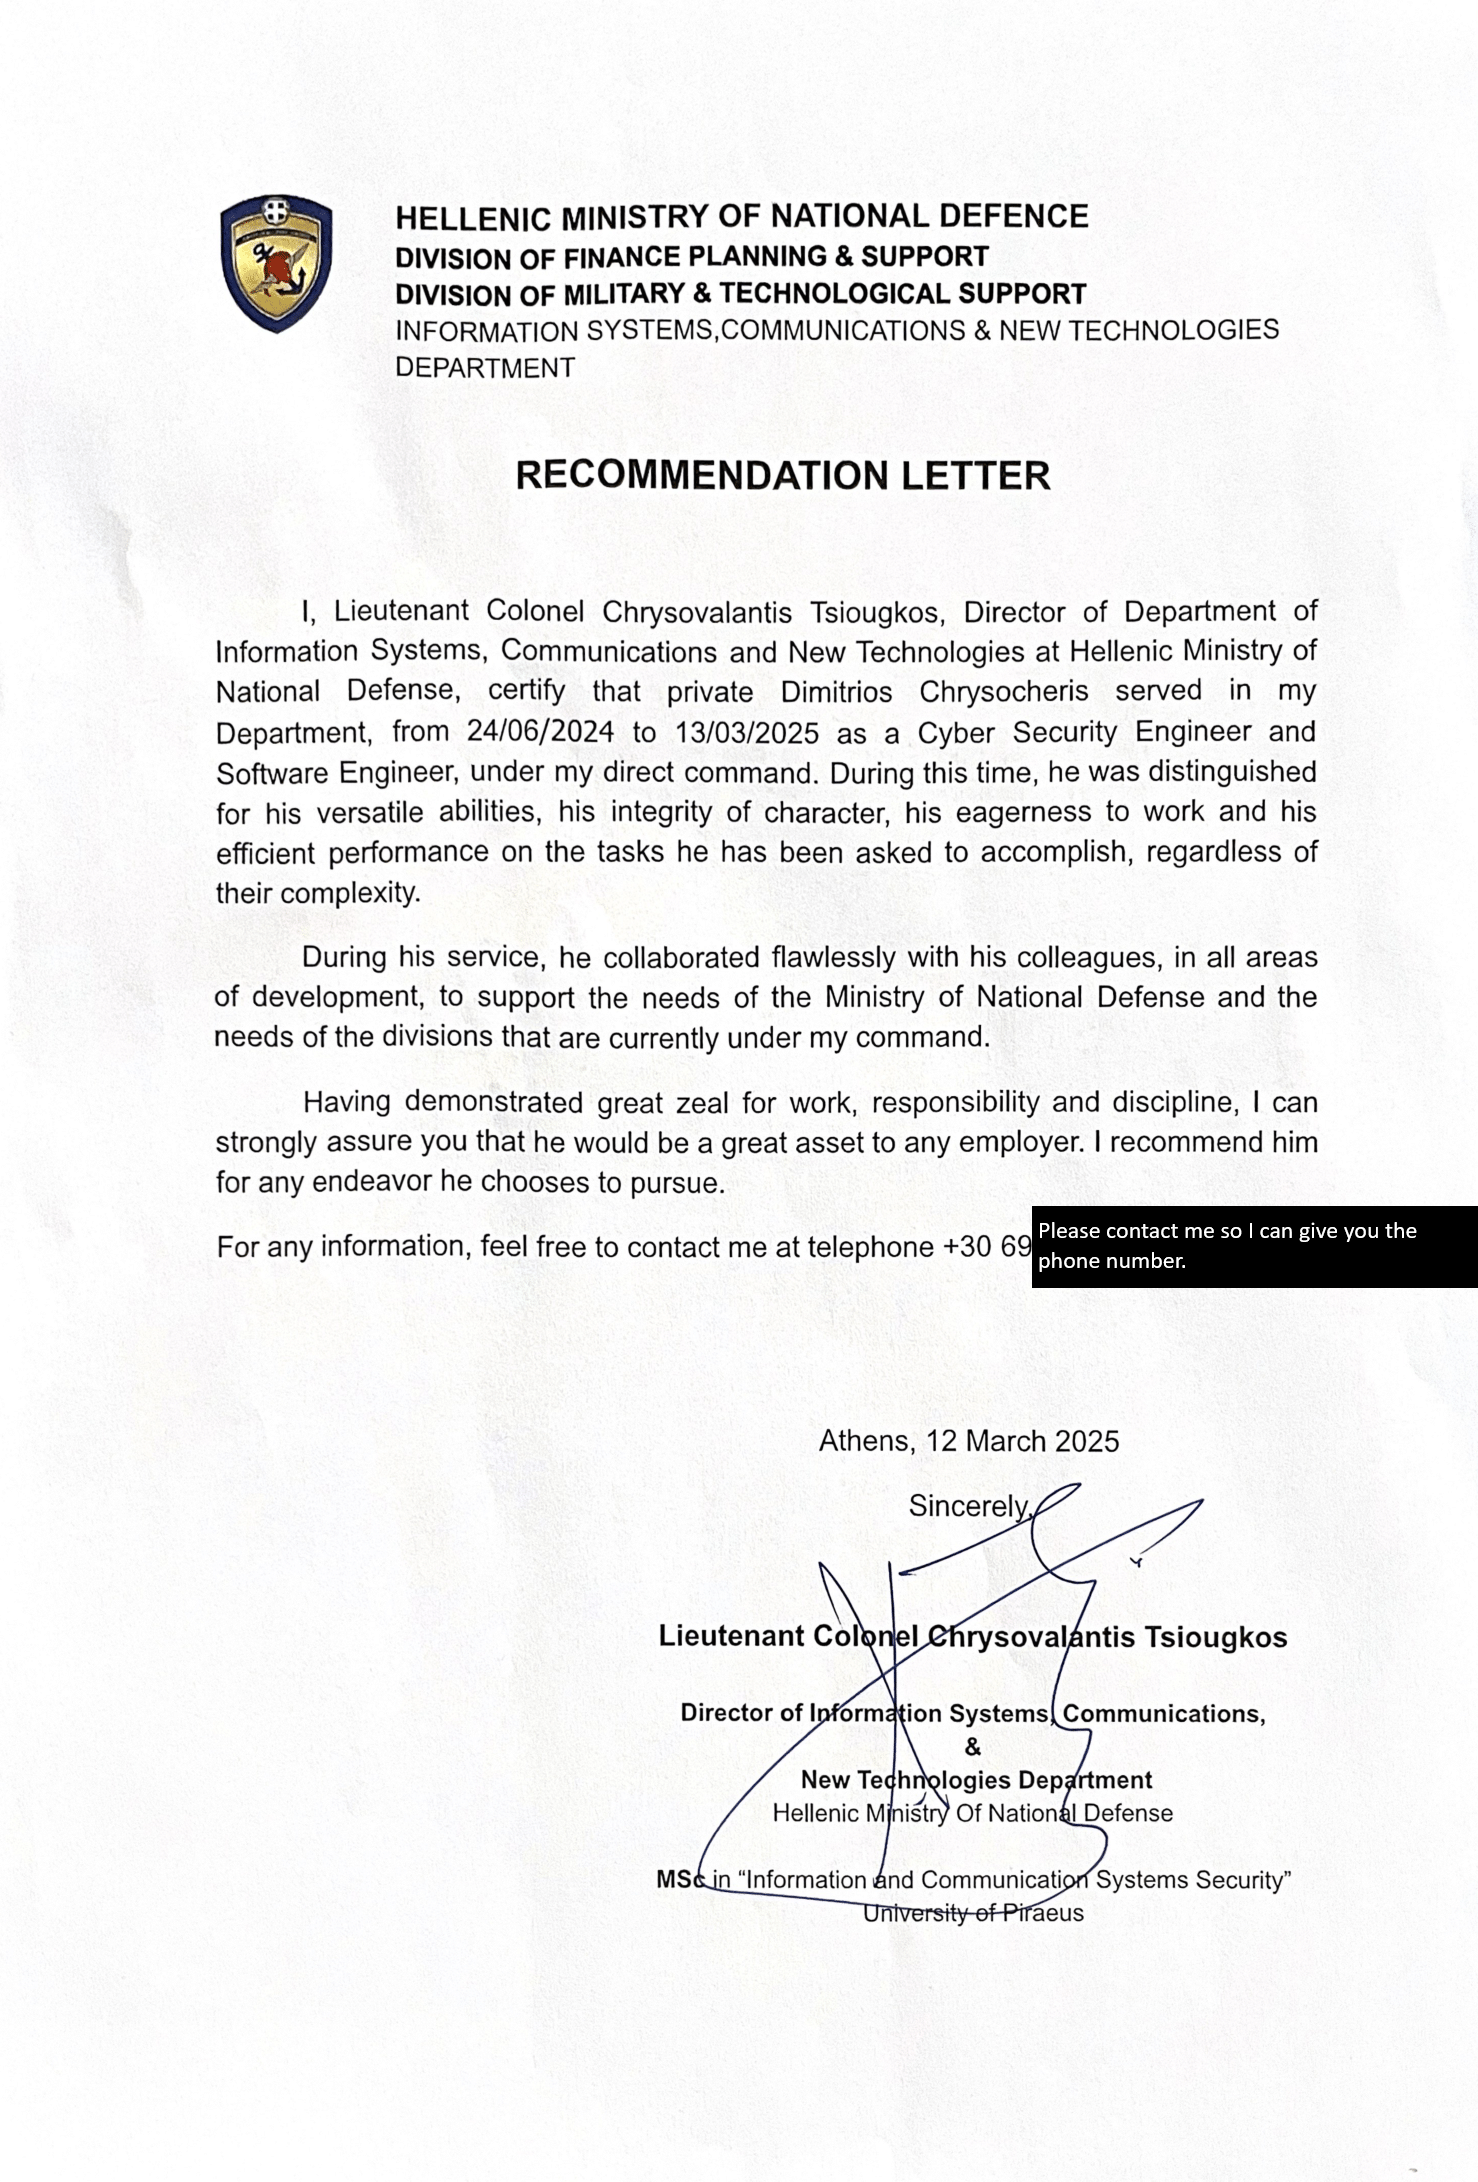 HELLENIC MINISTRY OF NATIONAL DEFENCE
DIVISION OF FINANCE PLANNING & SUPPORT
DIVISION OF MILITARY & TECHNOLOGICAL SUPPORT
INFORMATION SYSTEMS,COMMUNICATIONS & NEW TECHNOLOGIES
DEPARTMENT
RECOMMENDATION LETTER
I, Lieutenant Colonel Chrysovalantis Tsiougkos, Director of Department of
Information Systems, Communications and New Technologies at Hellenic Ministry of
National Defense, certify that private Dimitrios Chrysocheris served in my
Department, from 24/06/2024 to 13/03/2025 as a Cyber Security Engineer and
Software Engineer, under my direct command. During this time, he was distinguished
for his versatile abilities, his integrity of character, his eagerness to work and his
efficient performance on the tasks he has been asked to accomplish, regardless of
their complexity.
During his service, he collaborated flawlessly with his colleagues, in all areas
of development, to support the needs of the Ministry of National Defense and the
needs of the divisions that are currently under my command.
Having demonstrated great zeal for work, responsibility and discipline, I can
strongly assure you that he would be a great asset to any employer. I recommend him
for any endeavor he chooses to pursue.
For any information, feel free to contact me at telephone +30 69
Please contact me so I can give you the
phone number.
Athens, 12 March 2025
Sincerely,
Lieutenant Colonel Chrysovalantis Tsiougkos
Director of Information Systems, Communications,
&
New Technologies Department
Hellenic Ministry Of National Defense
MSc in “Information and Communication Systems Security”
University of Piraeus